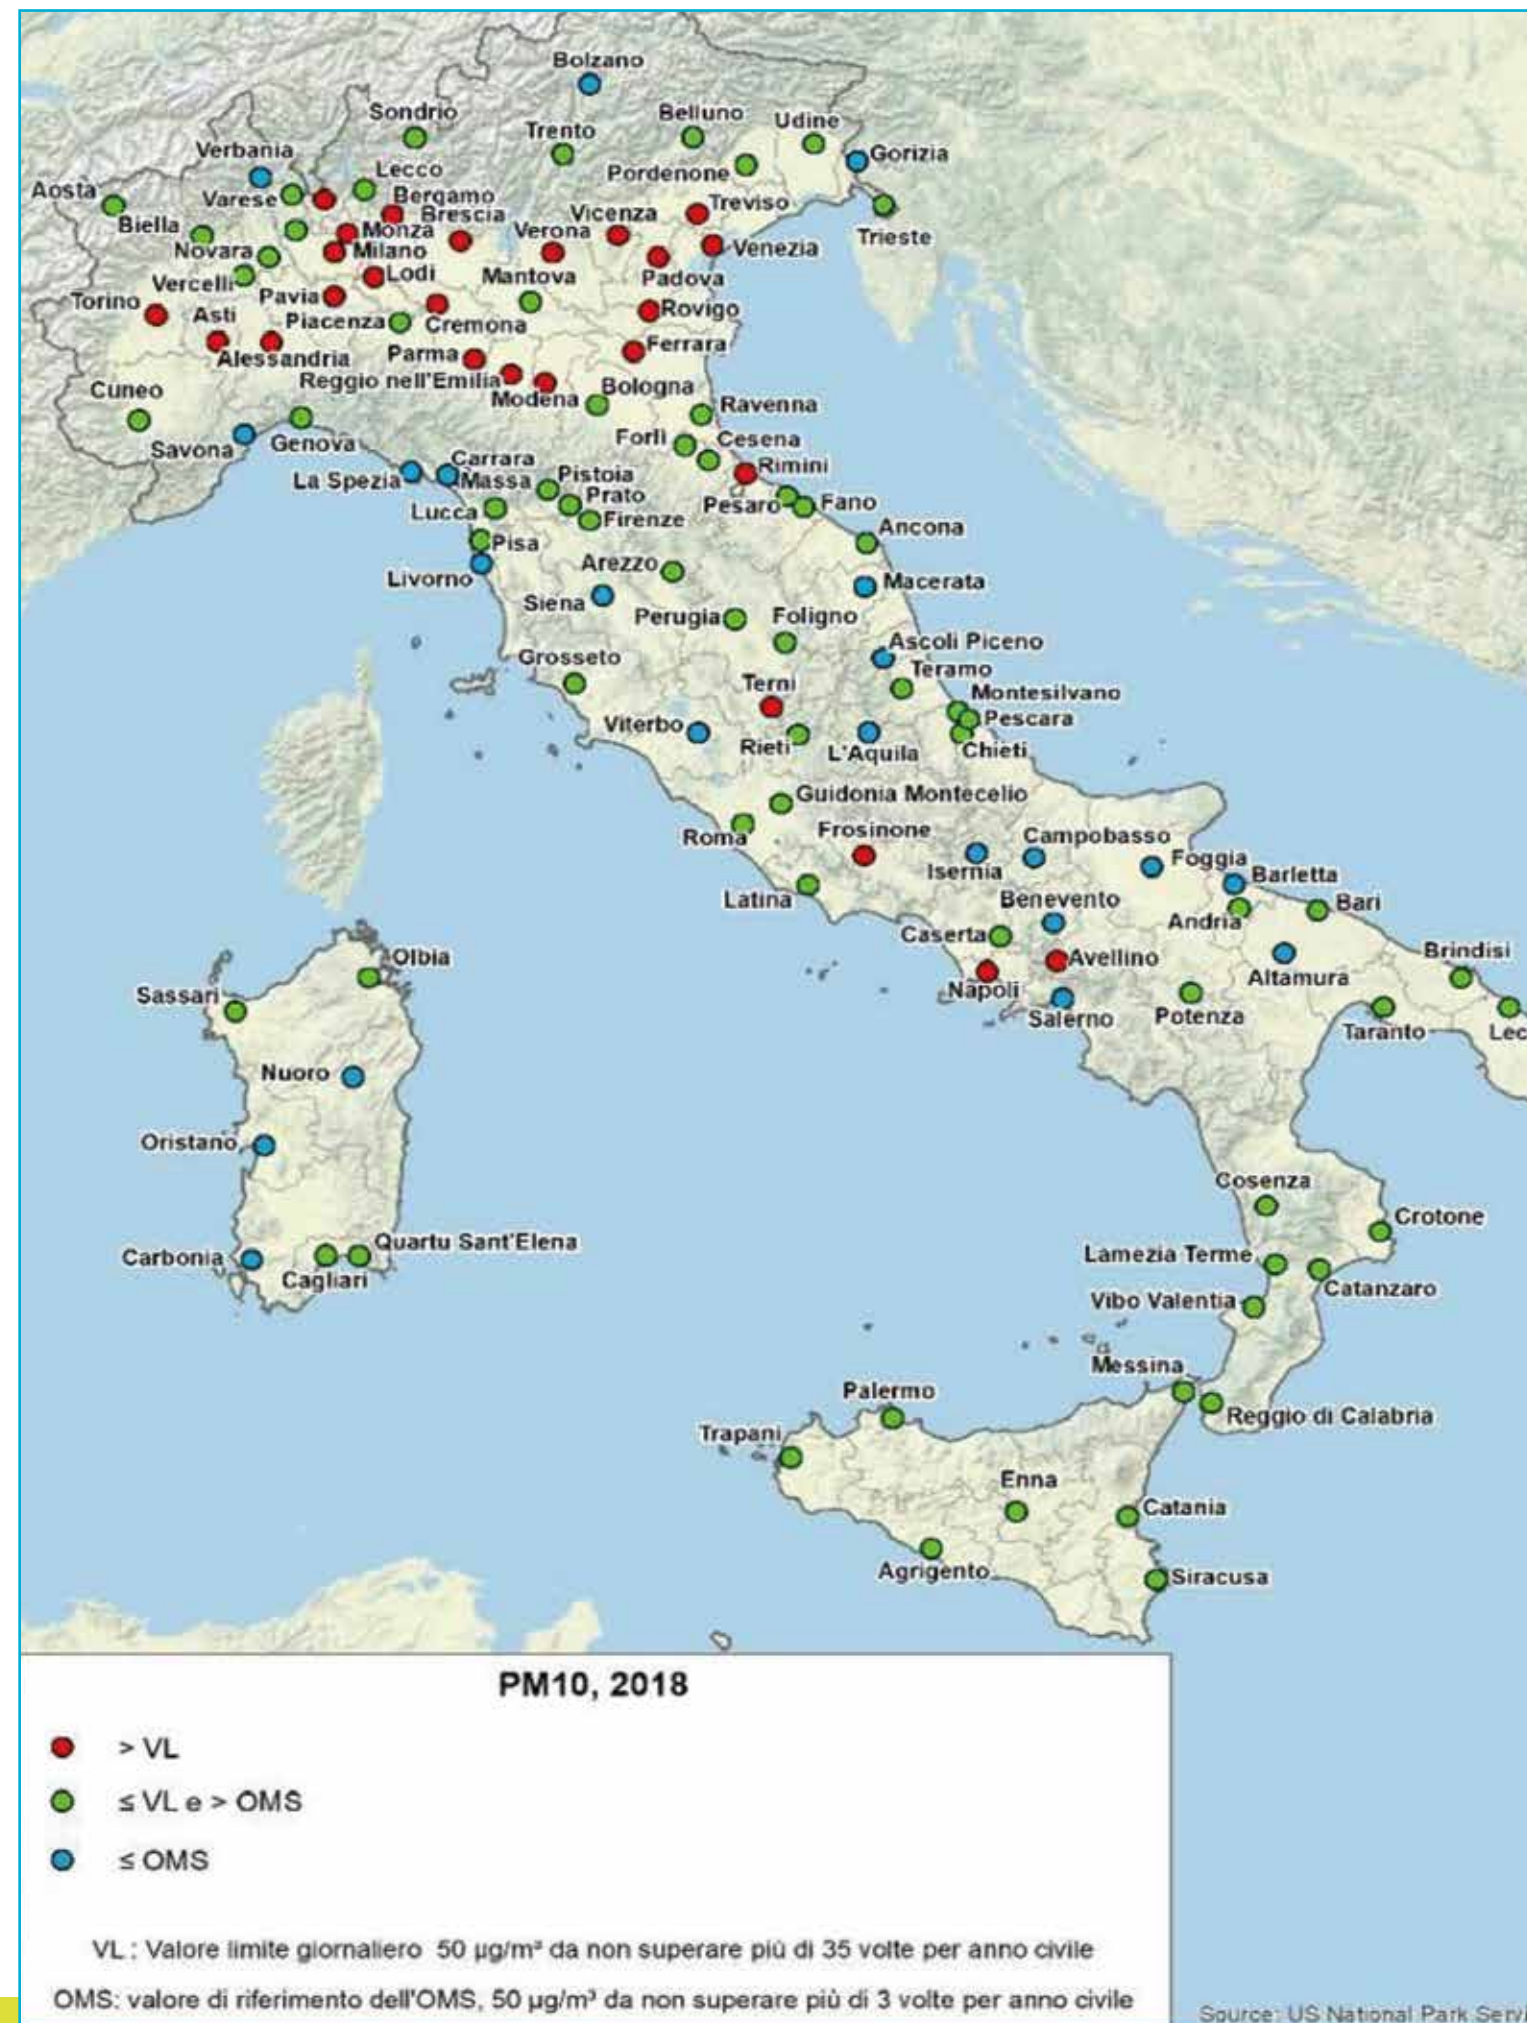 Bolzano
Sondrio
Belluno
Udine
Trento
Verbania
Gorizia
Lecco
Pordenone
Aosta
Varese
Bergamo
Treviso
Brescia
Vicenza
Biella
Monza
Verona
Trieste
Novara
Milano
Venezia
Lodi
Mantova
Padova
Vercelli
Pavia
Torino
Asti
Piacenza
Cremona
Rovigo
Alessandria
Parma
Ferrara
Reggio nell'Emilia
Cuneo
Modena
Bologna
Ravenna
Savona
Genova
Forlì
Cesena
Carrara
Rimini
La Spezia
Massa
Pistoia
Prato
Pesaro
Fano
Lucca
Firenze
Ancona
Pisa
Arezzo
Livorno
Macerata
Siena
Perugia
Foligno
Ascoli Piceno
Grosseto
Teramo
Terni
Montesilvano
Viterbo
Pescara
Rieti
L'Aquila
Chieti
Guidonia Montecelio
Roma
Frosinone
Campobasso
Foggia
Isernia
Barletta
Latina
Benevento
Bari
Andria
Caserta
Avellino
Brindisi
Olbia
Altamura
Napoli
Sassari
Salerno
Potenza
Taranto
Lec
Nuoro
Oristano
Cosenza
Crotone
Quartu Sant'Elena
Carbonia
Lamezia Terme
Cagliari
Catanzaro
Vibo Valentia
Messina
Palermo
Reggio di Calabria
Trapani
Enna
Catania
Agrigento
Siracusa
PM10, 2018
> VL
≤ VL e > OMS
≤ OMS
VL : Valore limite giornaliero 50 µg/m³ da non superare più di 35 volte per anno civile
OMS: valore di riferimento dell'OMS, 50 µg/m³ da non superare più di 3 volte per anno civile
Source: US National Park Servi